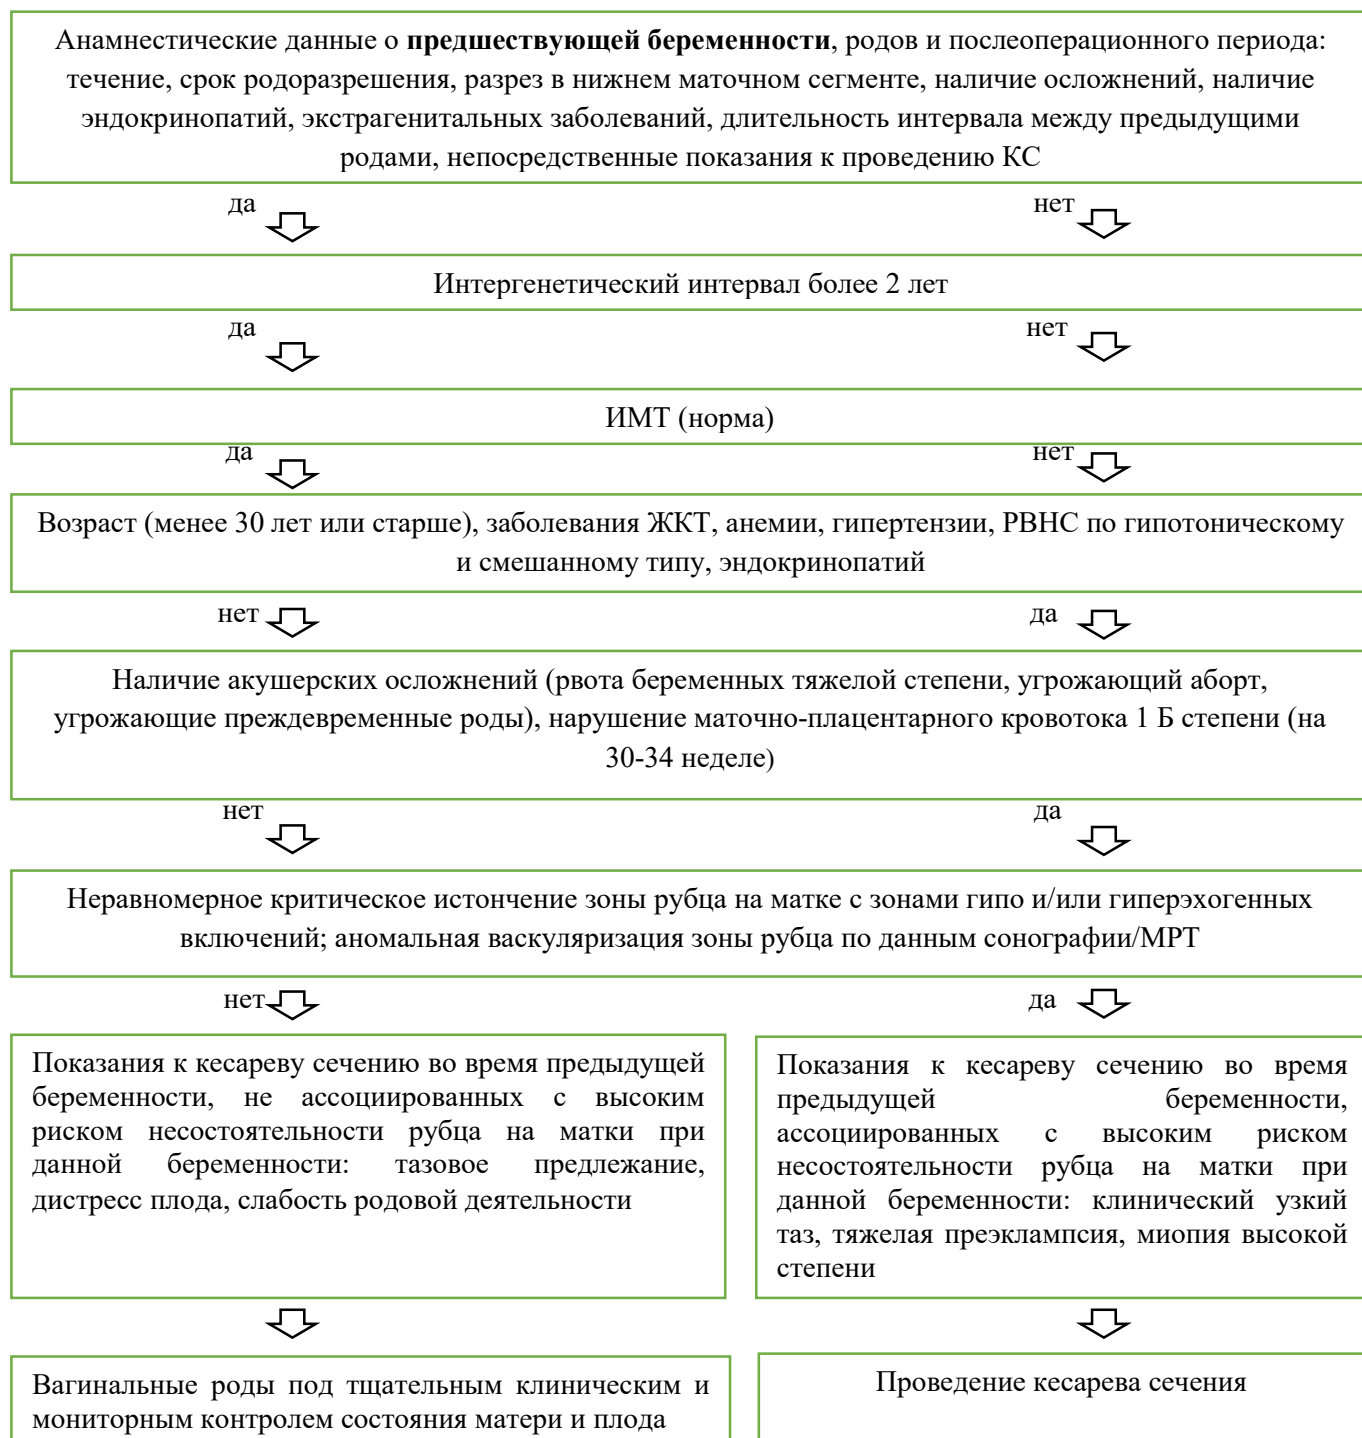 Анамнестические данные о предшествующей беременности, родов и послеоперационного периода:
течение, срок родоразрешения, разрез в нижнем маточном сегменте, наличие осложнений, наличие
эндокринопатий, экстрагенитальных заболеваний, длительность интервала между предыдущими
родами, непосредственные показания к проведению КС
да
нет
Интергенетический интервал более 2 лет
да
нет
ИМТ (норма)
да
нет
Возраст (менее 30 лет или старше), заболевания ЖКТ, анемии, гипертензии, РВНС по гипотоническому
и смешанному типу, эндокринопатий
нет
да
Наличие акушерских осложнений (рвота беременных тяжелой степени, угрожающий аборт,
угрожающие преждевременные роды), нарушение маточно-плацентарного кровотока 1 Б степени (на
30-34 неделе)
нет
да
Неравномерное критическое истончение зоны рубца на матке с зонами гипо и/или гиперэхогенных
включений; аномальная васкуляризация зоны рубца по данным сонографии/МРТ
нет
да
Показания к кесареву сечению во время предыдущей
беременности, не ассоциированных с высоким
риском несостоятельности рубца на матки при
данной беременности: тазовое предлежание,
дистресс плода, слабость родовой деятельности
Показания к кесареву сечению во время
предыдущей беременности,
ассоциированных с высоким риском
несостоятельности рубца на матки при
данной беременности: клинический узкий
таз, тяжелая преэклампсия, миопия высокой
степени
Вагинальные роды под тщательным клиническим и
мониторным контролем состояния матери и плода
Проведение кесарева сечения